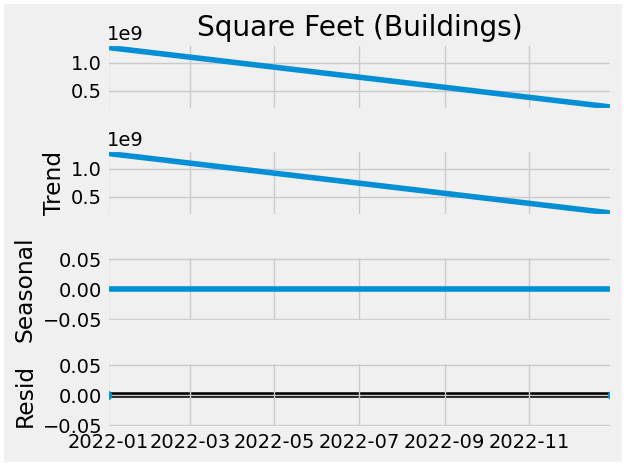 Square Feet (Buildings)
1e9
1.0
0.5
1e9
Trend
1.0
0.5
Seasonal
0.05
0.00
−0.05
Resid
0.05
0.00
−0.05
2022-01 2022-03 2022-05 2022-07 2022-09 2022-11